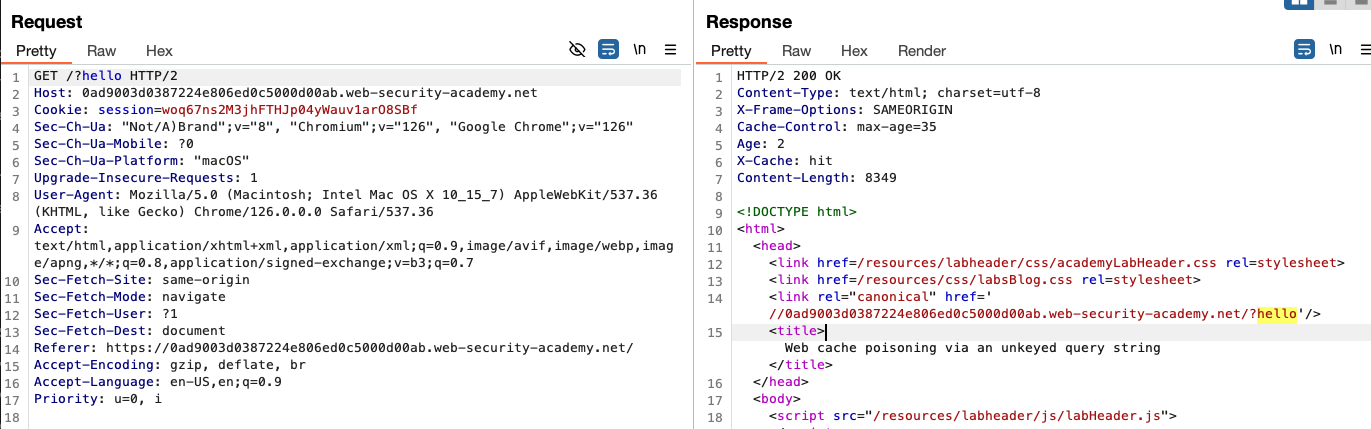 Request
Pretty Raw Hex \n
1 GET /?hello HTTP/2
2 Host: 0ad9003d0387224e806ed0c5000d00ab.web-security-academy.net
3 Cookie: session=woq67ns2M3jhFTHJp04yWauv1arO8SBf
4 Sec-Ch-Ua: "Not/A)Brand";v="8", "Chromium";v="126", "Google Chrome";v="126"
5 Sec-Ch-Ua-Mobile: ?0
6 Sec-Ch-Ua-Platform: "macOS"
7 Upgrade-Insecure-Requests: 1
8 User-Agent: Mozilla/5.0 (Macintosh; Intel Mac OS X 10_15_7) AppleWebKit/537.36
(KHTML, like Gecko) Chrome/126.0.0.0 Safari/537.36
9 Accept:
text/html,application/xhtml+xml,application/xml;q=0.9,image/avif,image/webp,imag
e/apng,*/*;q=0.8,application/signed-exchange;v=b3;q=0.7
10 Sec-Fetch-Site: same-origin
11 Sec-Fetch-Mode: navigate
12 Sec-Fetch-User: ?1
13 Sec-Fetch-Dest: document
14 Referer: https://0ad9003d0387224e806ed0c5000d00ab.web-security-academy.net/
15 Accept-Encoding: gzip, deflate, br
16 Accept-Language: en-US,en;q=0.9
17 Priority: u=0, i
18
Response
Pretty Raw Hex Render \n
1 HTTP/2 200 OK
2 Content-Type: text/html; charset=utf-8
3 X-Frame-Options: SAMEORIGIN
4 Cache-Control: max-age=35
5 Age: 2
6 X-Cache: hit
7 Content-Length: 8349
8
9 <!DOCTYPE html>
10 <html>
11 <head>
12 <link href=/resources/labheader/css/academyLabHeader.css rel=stylesheet>
13 <link href=/resources/css/labsBlog.css rel=stylesheet>
14 <link rel="canonical" href='
//0ad9003d0387224e806ed0c5000d00ab.web-security-academy.net/?hello'/>
15 <title>
Web cache poisoning via an unkeyed query string
</title>
16 </head>
17 <body>
18 <script src="/resources/labheader/js/labHeader.js">